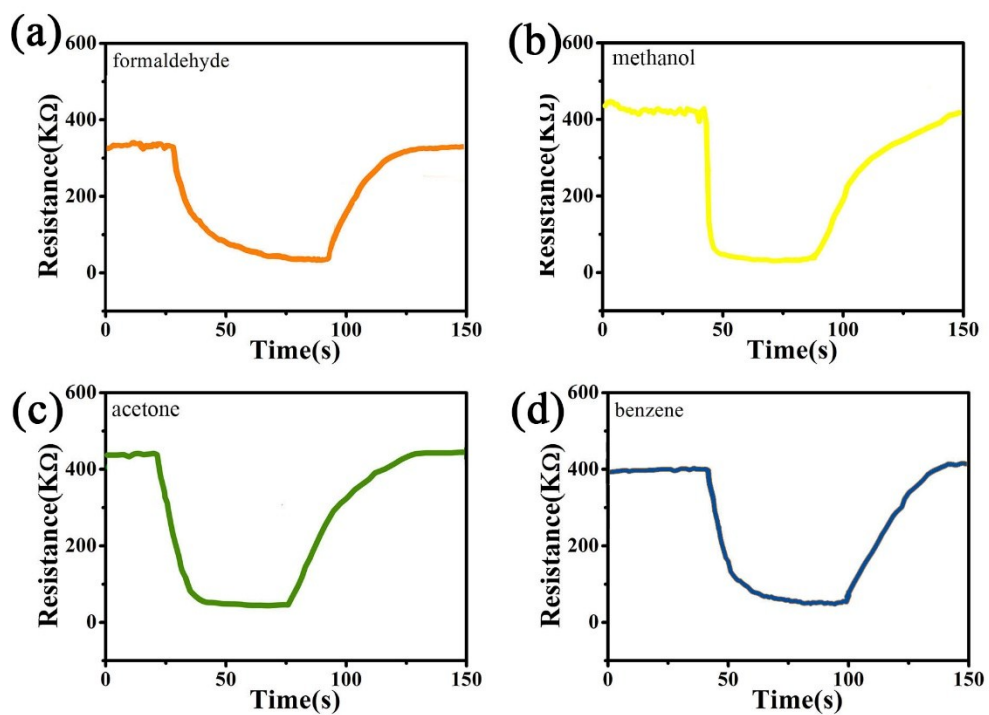 (a)
formaldehyde
600
400
200
0
Resistance(KΩ)
0 50 100 150
Time(s)
(b)
methanol
600
400
200
0
Resistance(KΩ)
0 50 100 150
Time(s)
(c)
acetone
600
400
200
0
Resistance(KΩ)
0 50 100 150
Time(s)
(d)
benzene
600
400
200
0
Resistance(KΩ)
0 50 100 150
Time(s)